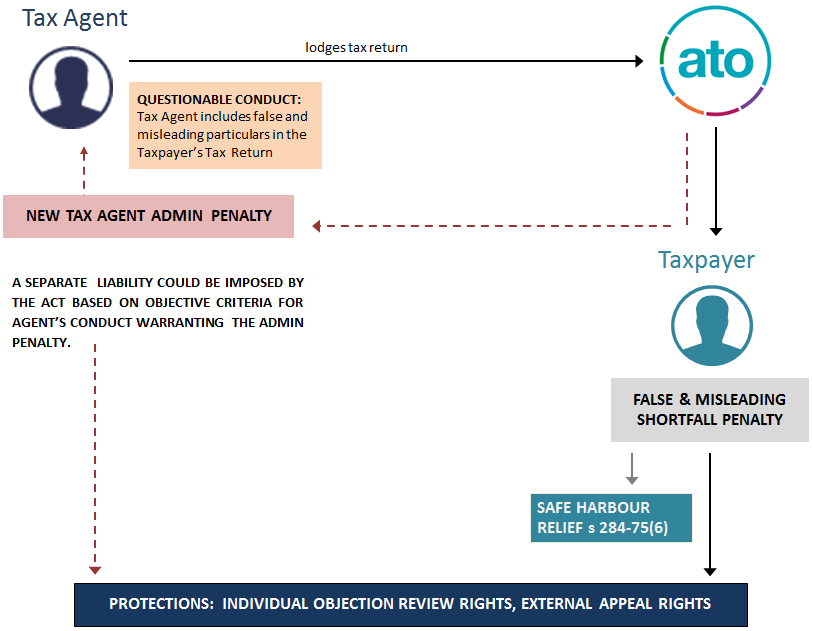 Tax Agent
lodges tax return
ato
QUESTIONABLE CONDUCT:
Tax Agent includes false and
misleading particulars in the
Taxpayer's Tax Return
NEW TAX AGENT ADMIN PENALTY
A SEPARATE LIABILITY COULD BE IMPOSED BY
THE ACT BASED ON OBJECTIVE CRITERIA FOR
AGENT'S CONDUCT WARRANTING THE ADMIN
PENALTY.
Taxpayer
FALSE & MISLEADING
SHORTFALL PENALTY
SAFE HARBOUR
RELIEF s 284-75(6)
PROTECTIONS: INDIVIDUAL OBJECTION REVIEW RIGHTS, EXTERNAL APPEAL RIGHTS